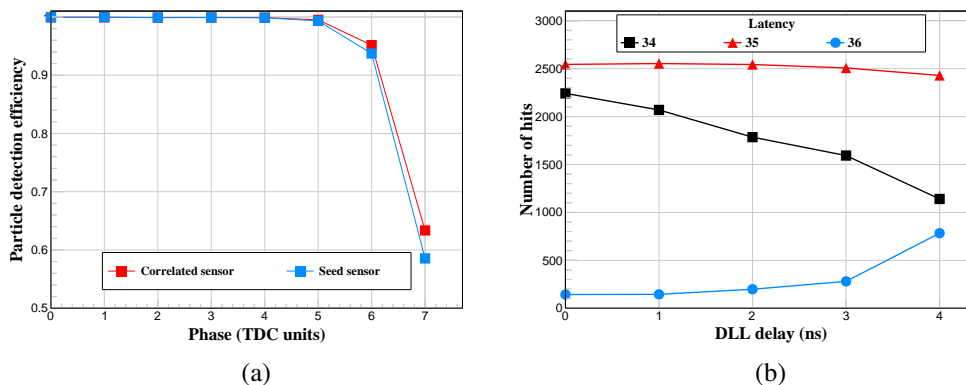 Particle detection efficiency
0.9
0.8
0.7
0.6
0.5
Correlated sensor
Seed sensor
0 1 2 3 4 5 6 7
Phase (TDC units)
(a)
Number of hits
3000
2500
2000
1500
1000
500
0
Latency
34 35 36
0 1 2 3 4
DLL delay (ns)
(b)